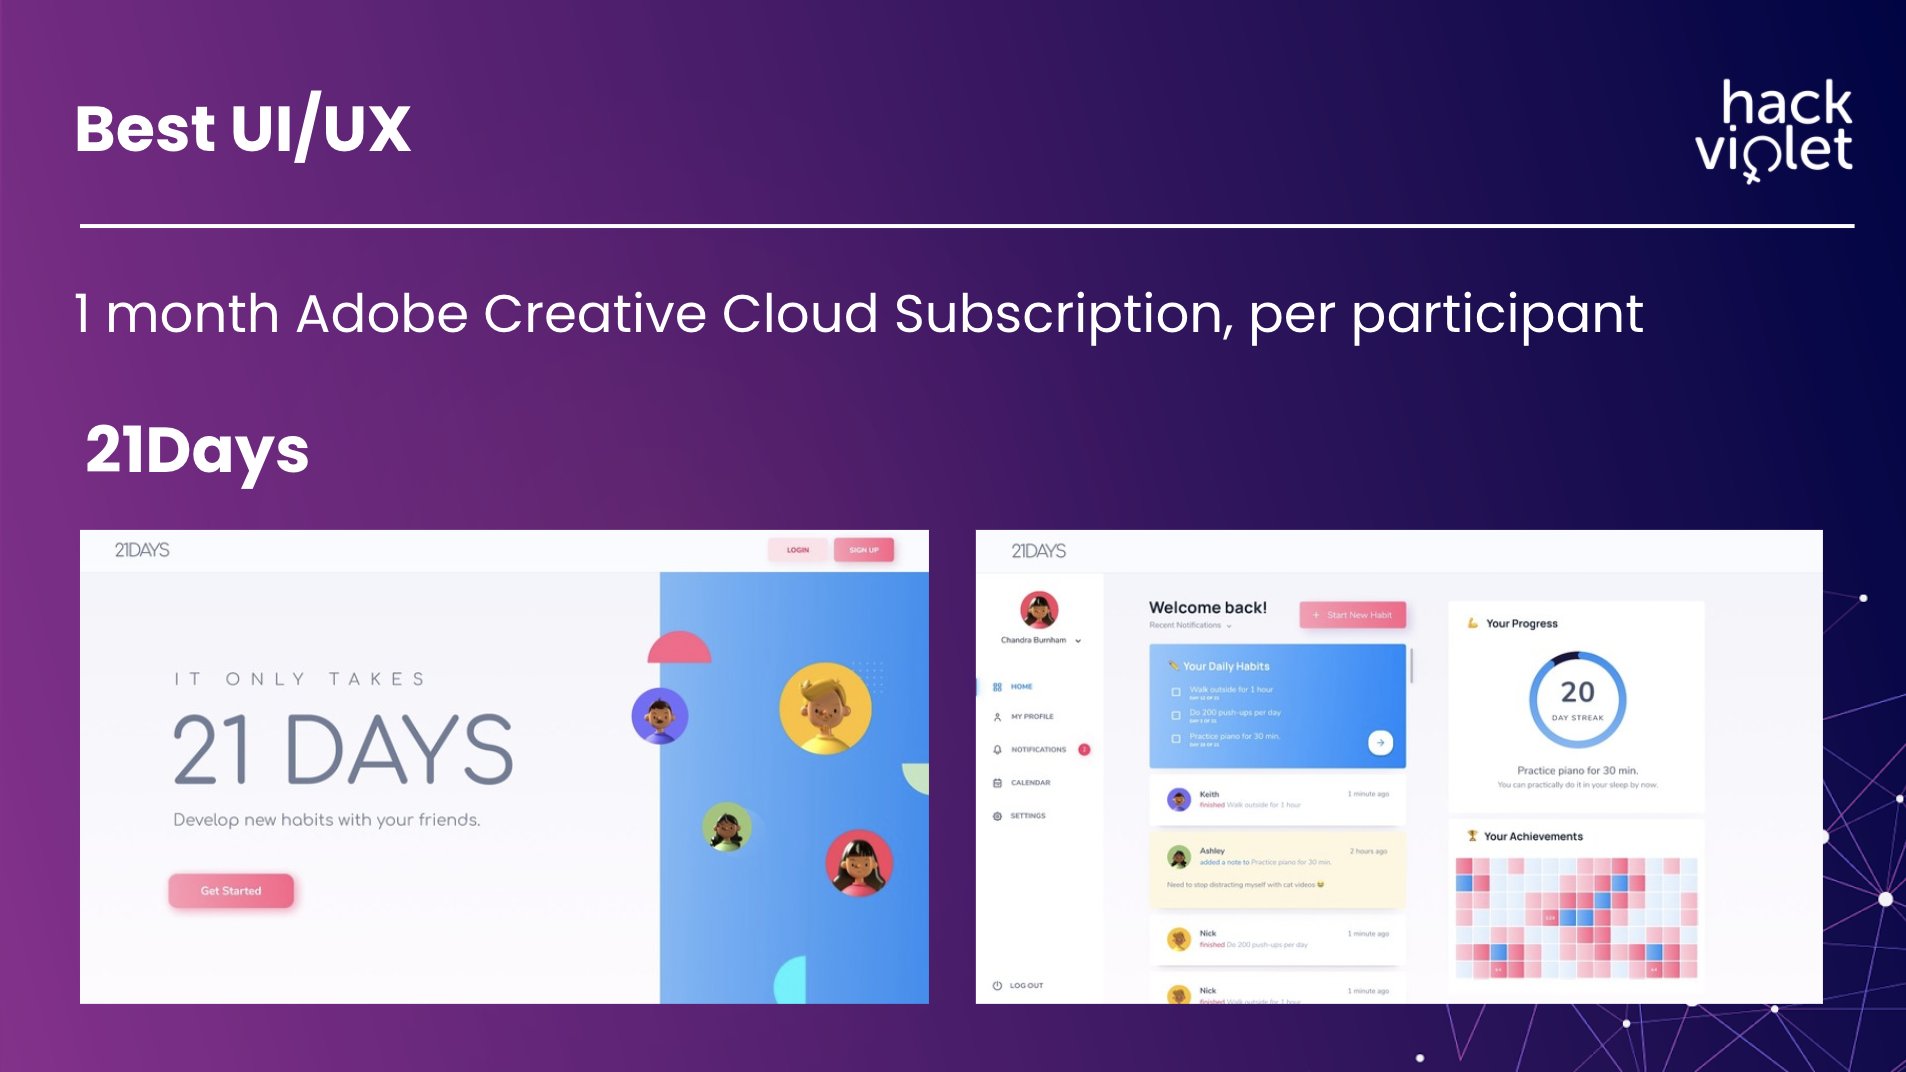 Best UI/UX
hack
violet
1 month Adobe Creative Cloud Subscription, per participant
21Days
21DAYS
LOGIN
SIGN UP
IT ONLY TAKES
21 DAYS
Develop new habits with your friends.
Get Started
21DAYS
Chandra Burnham
HOME
MY PROFILE
NOTIFICATIONS 2
CALENDAR
SETTINGS
LOG OUT
Welcome back!
Recent Notifications
+ Start New Habit
Your Daily Habits
Walk outside for 1 hour
Do 200 push-ups per day
Practice piano for 30 min.
Keith
1 minute ago
finished Walk outside for 1 hour
Ashley
2 hours ago
added a note to Practice piano for 30 min.
Need to stop distracting myself with cat videos 😹
Nick
1 minute ago
finished Do 200 push-ups per day
Nick
1 minute ago
finished Walk outside for 1 hour
Your Progress
20
DAY STREAK
Practice piano for 30 min.
You can practically do it in your sleep by now.
Your Achievements